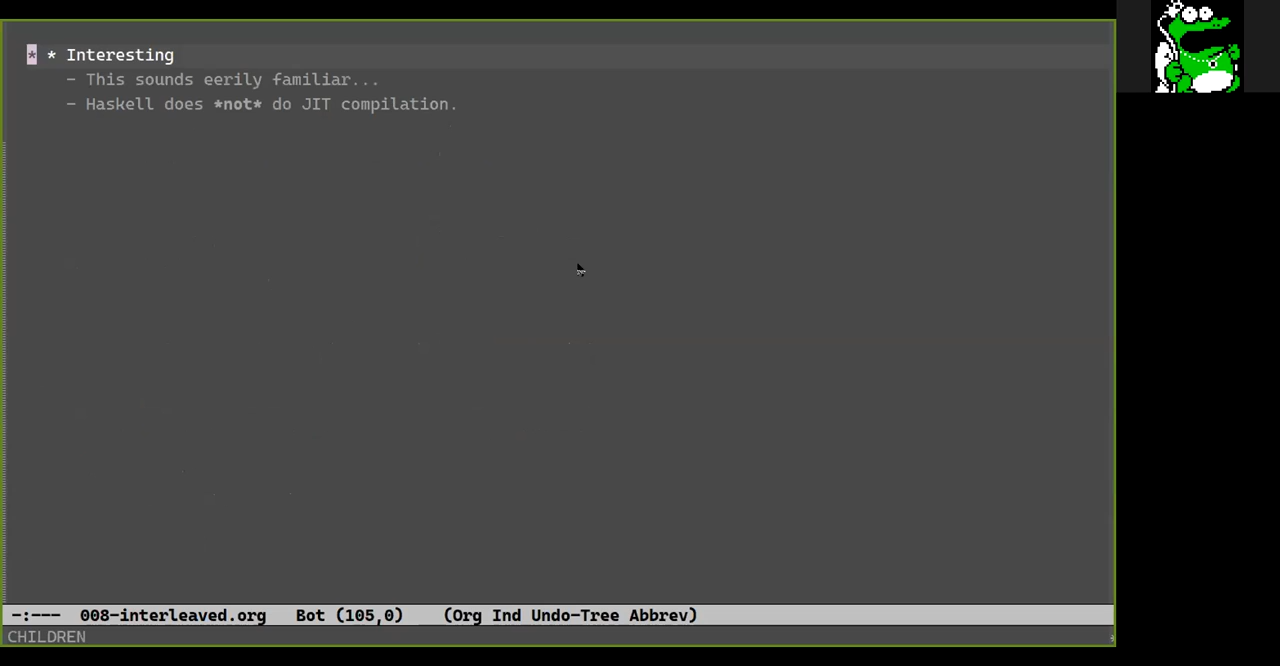 * * Interesting
- This sounds eerily familiar...
- Haskell does *not* do JIT compilation.
-:--- 008-interleaved.org Bot (105,0) (Org Ind Undo-Tree Abbrev)
CHILDREN